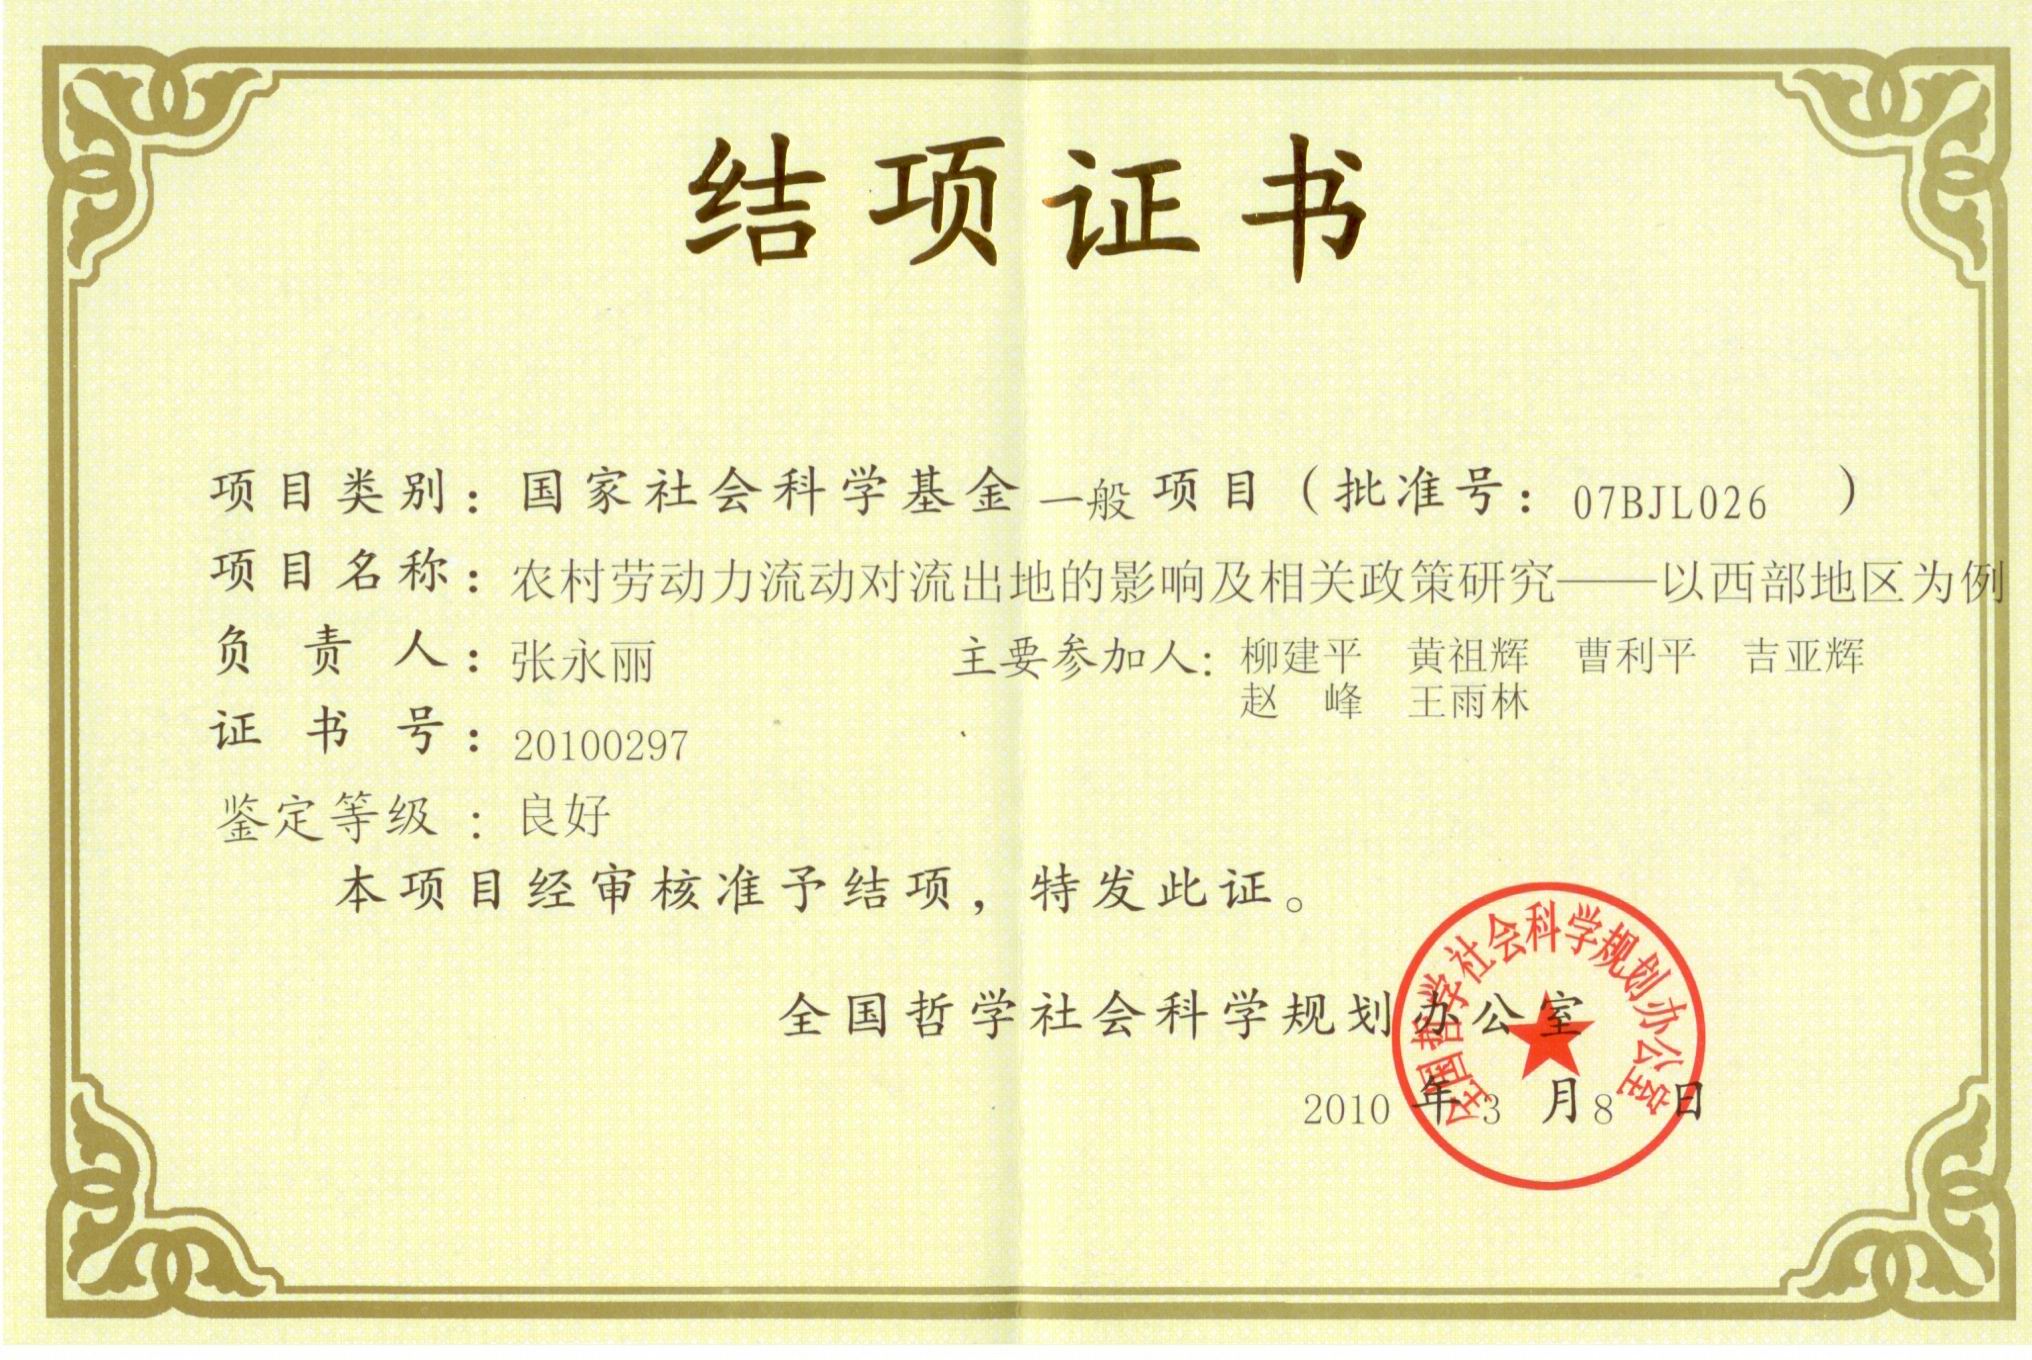 结项证书
项目类别：国家社会科学基金一般项目（批准号：07BJL026 ）
项目名称：农村劳动力流动对流出地的影响及相关政策研究——以西部地区为例
负责人：张永丽 主要参加人：柳建平 黄祖辉 曹利平 吉亚辉
赵峰 王雨林
证书号：20100297
鉴定等级：良好
本项目经审核准予结项，特发此证。
全国哲学社会科学规划办公室
2010年3月8日
全国哲学社会科学规划办公室